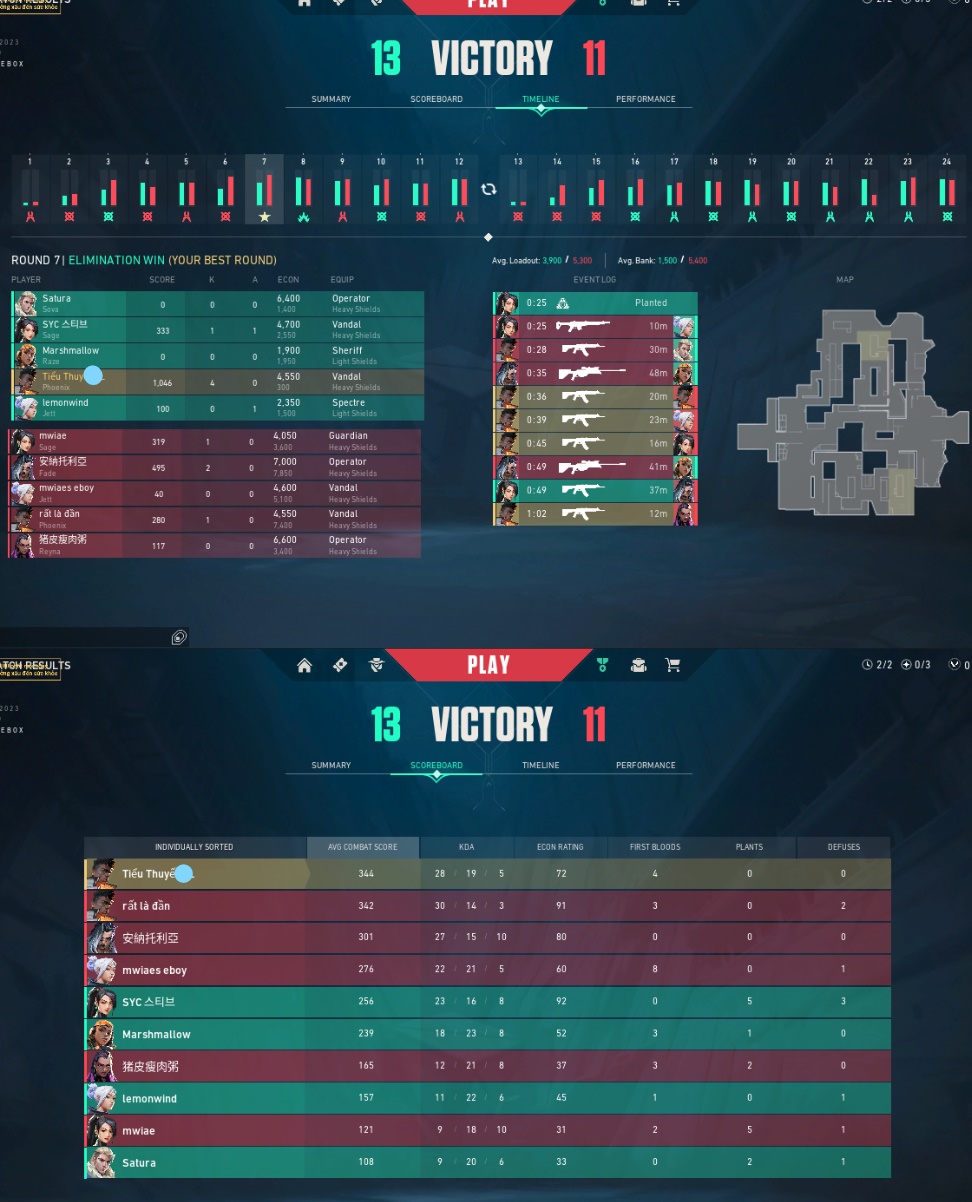 TCH RESULTS
PLAY
2/2 0/3
2023
EBOX
13 VICTORY 11
SUMMARY SCOREBOARD TIMELINE PERFORMANCE
1 2 3 4 5 6 7 8 9 10 11 12 13 14 15 16 17 18 19 20 21 22 23 24
ROUND 7 | ELIMINATION WIN (YOUR BEST ROUND)
PLAYER SCORE K A ECON EQUIP
Satura 0 0 0 6,400 Operator
Sova 1,400 Heavy Shields
SYC 스티브 333 1 1 4,700 Vandal
Sage 2,550 Heavy Shields
Marshmallow 0 0 0 1,900 Sheriff
Raze 1,950 Light Shields
Tiểu Thuy 1,046 4 0 4,550 Vandal
Phoenix 300 Heavy Shields
lemonwind 100 0 1 2,350 Spectre
Jett 1,500 Light Shields
mwiae 319 1 0 4,050 Guardian
Sage 3,600 Heavy Shields
安納托利亞 495 2 0 7,000 Operator
Fade 7,850 Heavy Shields
mwiaes eboy 40 0 0 4,600 Vandal
Jett 5,100 Heavy Shields
rất là đần 280 1 0 4,550 Vandal
Phoenix 7,400 Heavy Shields
猪皮瘦肉粥 117 0 0 6,600 Operator
Reyna 3,400 Heavy Shields
Avg. Loadout: 3,900 / 5,300 Avg. Bank: 1,500 / 5,400
EVENT LOG MAP
0:25 Planted
0:25 10m
0:28 30m
0:35 48m
0:36 20m
0:39 23m
0:45 16m
0:49 41m
0:49 37m
1:02 12m
TCH RESULTS
PLAY
2/2 0/3 0
2023
EBOX
13 VICTORY 11
SUMMARY SCOREBOARD TIMELINE PERFORMANCE
INDIVIDUALLY SORTED AVG COMBAT SCORE KDA ECON RATING FIRST BLOODS PLANTS DEFUSES
Tiểu Thuyế 344 28 / 19 / 5 72 4 0 0
rất là đần 342 30 / 14 / 3 91 3 0 2
安納托利亞 301 27 / 15 / 10 80 0 0 0
mwiaes eboy 276 22 / 21 / 5 60 8 0 1
SYC 스티브 256 23 / 16 / 8 92 0 5 3
Marshmallow 239 18 / 23 / 8 52 3 1 0
猪皮瘦肉粥 165 12 / 21 / 8 37 3 2 0
lemonwind 157 11 / 22 / 6 45 1 0 1
mwiae 121 9 / 18 / 10 31 2 5 1
Satura 108 9 / 20 / 6 33 0 2 1